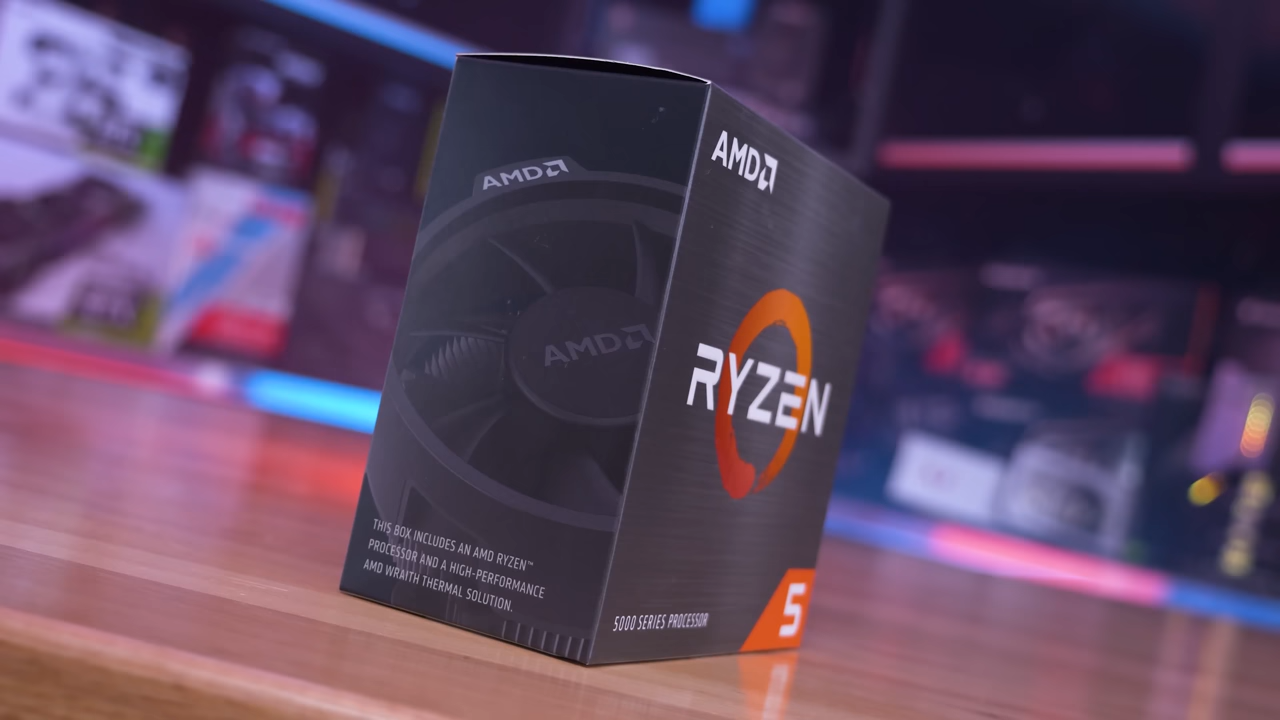 AMD
AMD
THIS BOX INCLUDES AN AMD RYZEN™
PROCESSOR AND A HIGH-PERFORMANCE
AMD WRAITH THERMAL SOLUTION.
AMD
RYZEN
5000 SERIES PROCESSOR
5